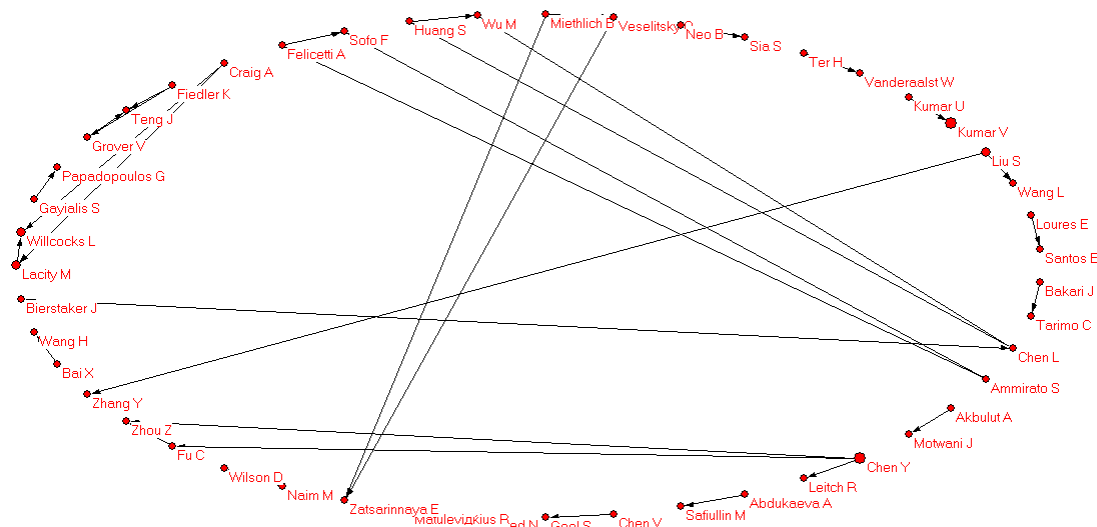 Miethlich B
Wu M
Huang S
Veselitsky
Neo B
Sofo F
Sia S
Felicetti A
Ter H
Craig A
Vanderaalst W
Fiedler K
Kumar U
Teng J
Kumar V
Grover V
Liu S
Papadopoulos G
Wang L
Gayialis S
Loures E
Willcocks L
Santos E
Lacity M
Bakari J
Bierstaker J
Tarimo C
Wang H
Chen L
Bai X
Ammirato S
Zhang Y
Akbulut A
Zhou Z
Motwani J
Fu C
Chen Y
Wilson D
Leitch R
Naim M
Abdukaeva A
Zatsarinnaya E
Safiullin M
Chen V
Goel S